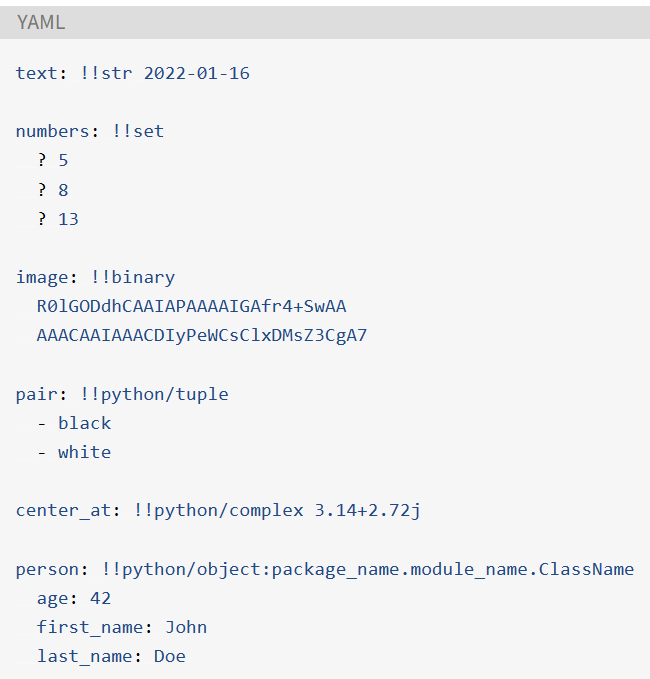 YAML
text: !!str 2022-01-16
numbers: !!set
? 5
? 8
? 13
image: !!binary
R0lGODdhCAAIAPAAAAIGAfr4+SwAA
AAACAAIAAACDIyPeWCsClxDMsZ3CgA7
pair: !!python/tuple
- black
- white
center_at: !!python/complex 3.14+2.72j
person: !!python/object:package_name.module_name.ClassName
age: 42
first_name: John
last_name: Doe